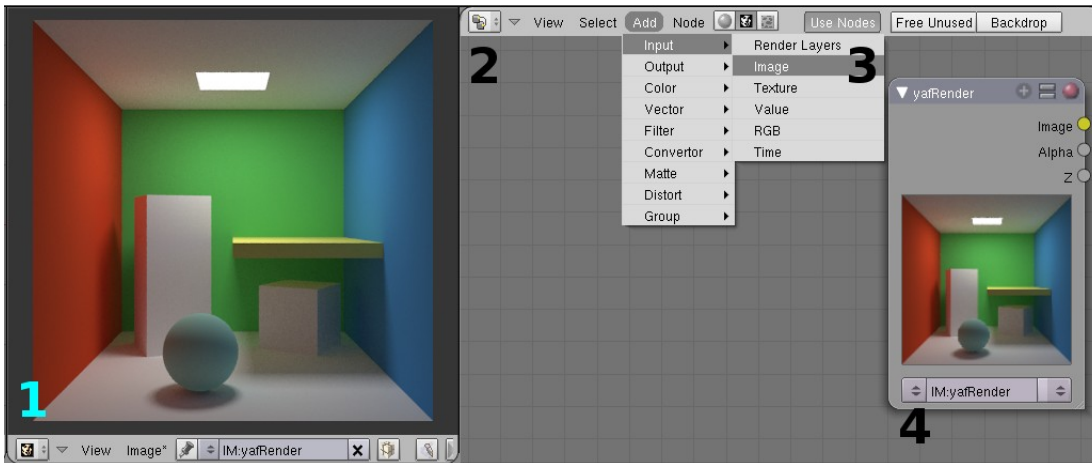 1
View Image* IM:yafRender
2
View Select Add Node Use Nodes Free Unused Backdrop
Input
Output
Color
Vector
Filter
Convertor
Matte
Distort
Group
3
Render Layers
Image
Texture
Value
RGB
Time
yafRender
Image
Alpha
Z
IM:yafRender
4